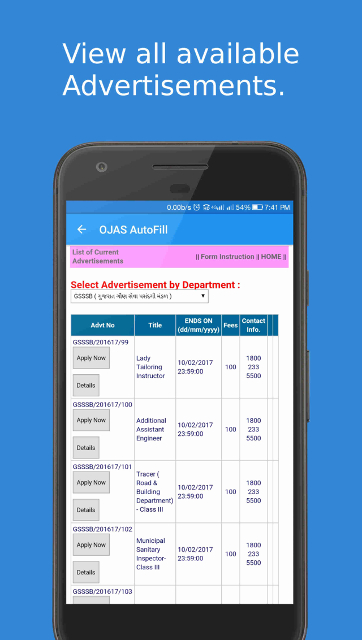 View all available
Advertisements.
0.00b/s 54% 7:41 PM
← OJAS AutoFill
List of Current
Advertisements
|| Form Instruction || HOME ||
Select Advertisement by Department :
GSSSB ( ગુજરાત ગૌણ સેવા પસંદગી મંડળ )
Advt No Title ENDS ON Fees Contact
(dd/mm/yyyy) Info.
GSSSB/201617/99
Apply Now
Details
Lady
Tailoring
Instructor
10/02/2017
23:59:00
100
1800
233
5500
GSSSB/201617/100
Apply Now
Details
Additional
Assistant
Engineer
10/02/2017
23:59:00
100
1800
233
5500
GSSSB/201617/101
Apply Now
Details
Tracer (
Road &
Building
Department)
- Class III
10/02/2017
23:59:00
100
1800
233
5500
GSSSB/201617/102
Apply Now
Details
Municipal
Sanitary
Inspector-
Class III
10/02/2017
23:59:00
100
1800
233
5500
GSSSB/201617/103